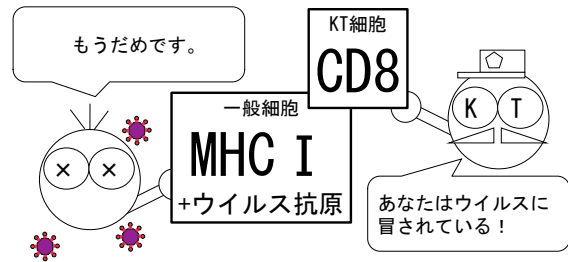 もうだめです。
KT細胞
CD8
一般細胞
MHC I
+ウイルス抗原
× ×
K T
あなたはウイルスに
冒されている！